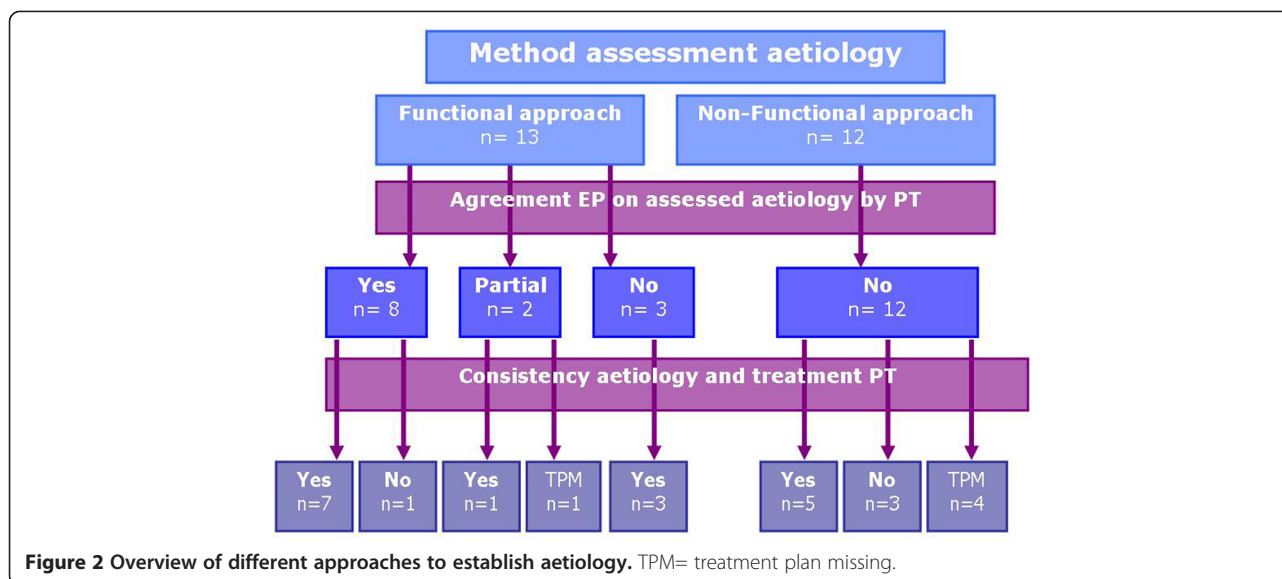 Method assessment aetiology
Functional approach
n= 13
Non-Functional approach
n= 12
Agreement EP on assessed aetiology by PT
Yes
n= 8
Partial
n= 2
No
n= 3
No
n= 12
Consistency aetiology and treatment PT
Yes
n=7
No
n=1
Yes
n=1
TPM
n=1
Yes
n=3
Yes
n=5
No
n=3
TPM
n=4
Figure 2 Overview of different approaches to establish aetiology. TPM= treatment plan missing.